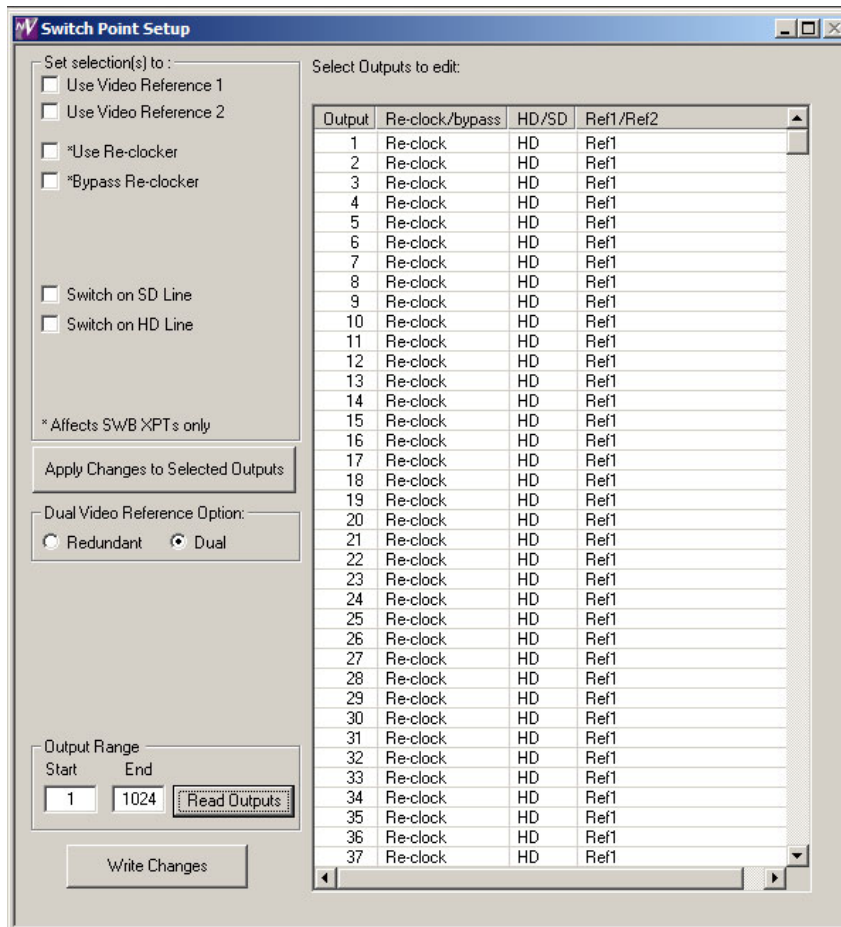 Switch Point Setup
Set selection(s) to :
Use Video Reference 1
Use Video Reference 2
*Use Re-clocker
*Bypass Re-clocker
Switch on SD Line
Switch on HD Line
* Affects SWB XPTs only
Apply Changes to Selected Outputs
Dual Video Reference Option:
Redundant Dual
Output Range
Start End
1 1024 Read Outputs
Write Changes
Select Outputs to edit:
Output Re-clock/bypass HD/SD Ref1/Ref2
1 Re-clock HD Ref1
2 Re-clock HD Ref1
3 Re-clock HD Ref1
4 Re-clock HD Ref1
5 Re-clock HD Ref1
6 Re-clock HD Ref1
7 Re-clock HD Ref1
8 Re-clock HD Ref1
9 Re-clock HD Ref1
10 Re-clock HD Ref1
11 Re-clock HD Ref1
12 Re-clock HD Ref1
13 Re-clock HD Ref1
14 Re-clock HD Ref1
15 Re-clock HD Ref1
16 Re-clock HD Ref1
17 Re-clock HD Ref1
18 Re-clock HD Ref1
19 Re-clock HD Ref1
20 Re-clock HD Ref1
21 Re-clock HD Ref1
22 Re-clock HD Ref1
23 Re-clock HD Ref1
24 Re-clock HD Ref1
25 Re-clock HD Ref1
26 Re-clock HD Ref1
27 Re-clock HD Ref1
28 Re-clock HD Ref1
29 Re-clock HD Ref1
30 Re-clock HD Ref1
31 Re-clock HD Ref1
32 Re-clock HD Ref1
33 Re-clock HD Ref1
34 Re-clock HD Ref1
35 Re-clock HD Ref1
36 Re-clock HD Ref1
37 Re-clock HD Ref1